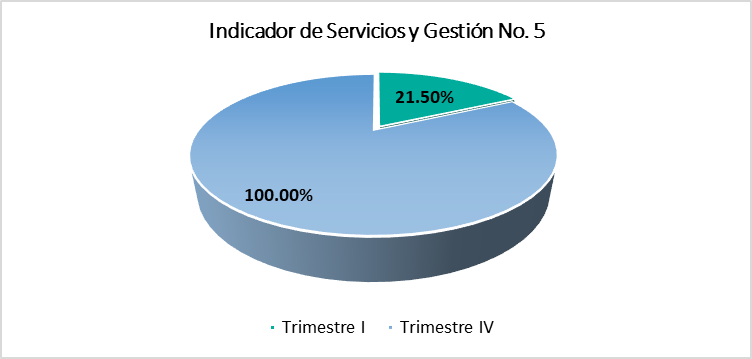 Indicador de Servicios y Gestión No. 5
21.50%
100.00%
Trimestre I Trimestre IV